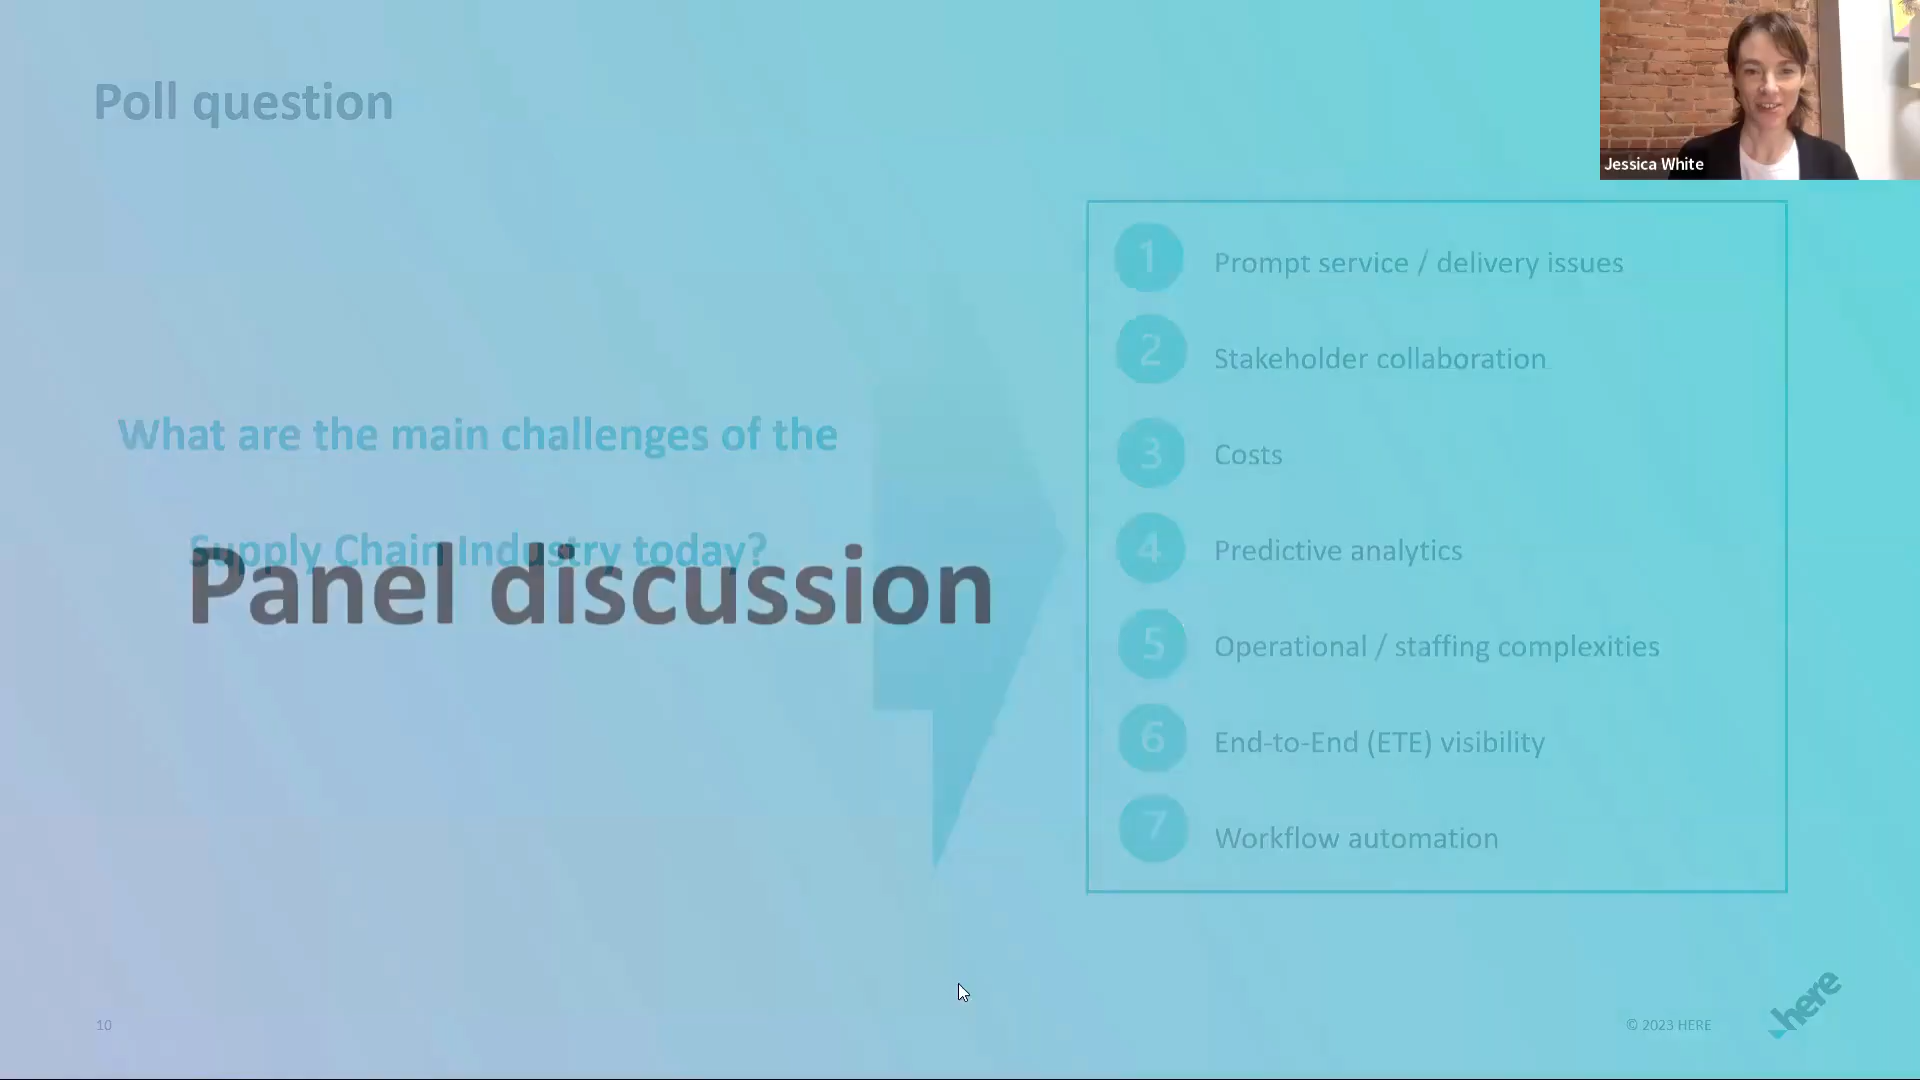 Poll question
Jessica White
What are the main challenges of the
Supply Chain Industry today?
Panel discussion
1 Prompt service / delivery issues
2 Stakeholder collaboration
3 Costs
4 Predictive analytics
5 Operational / staffing complexities
6 End-to-End (ETE) visibility
7 Workflow automation
10
© 2023 HERE
here